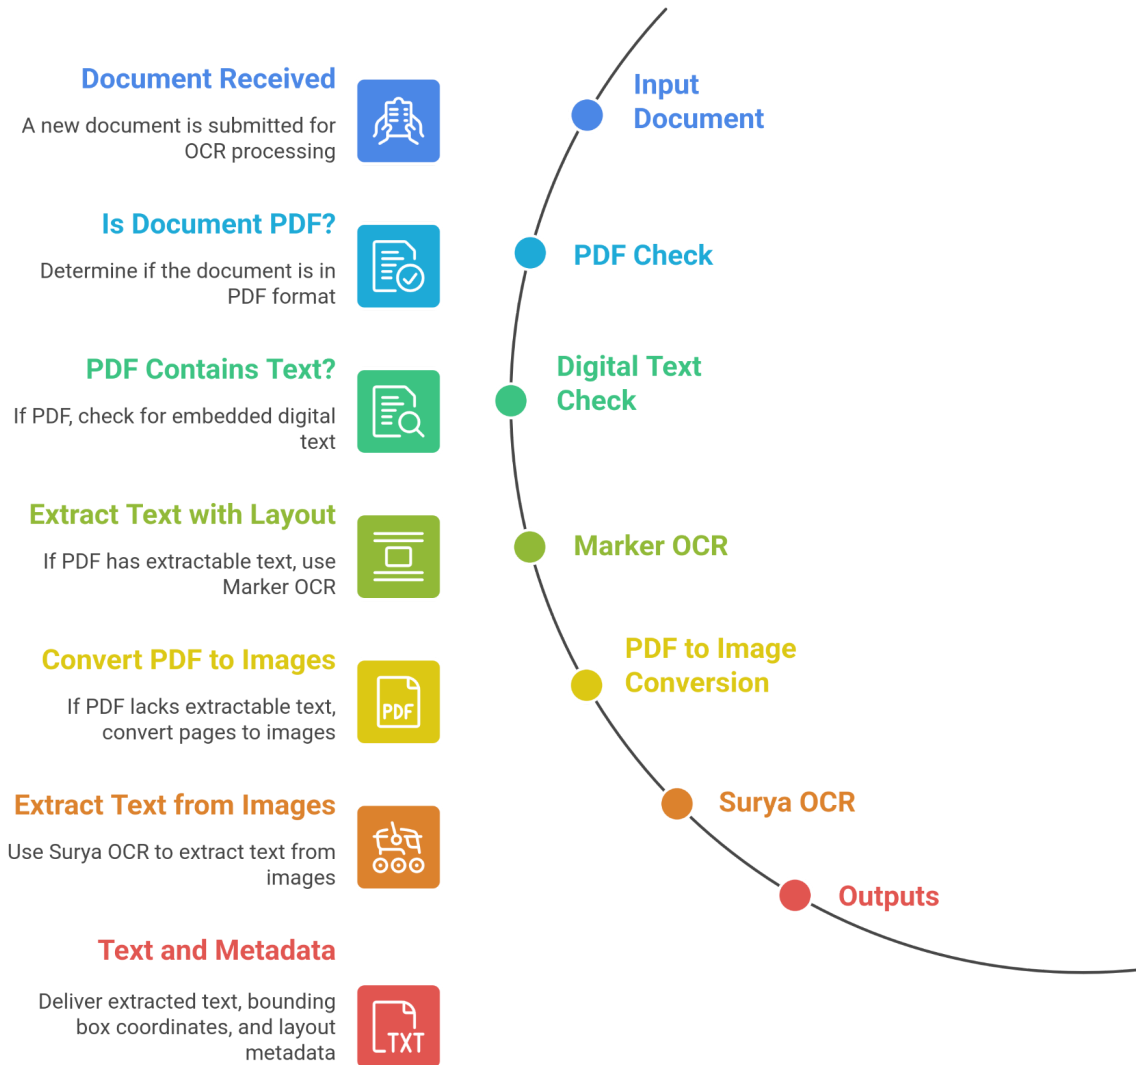 Document Received
A new document is submitted for
OCR processing
Input
Document
Is Document PDF?
Determine if the document is in
PDF format
PDF Check
PDF Contains Text?
If PDF, check for embedded digital
text
Digital Text
Check
Extract Text with Layout
If PDF has extractable text, use
Marker OCR
Marker OCR
Convert PDF to Images
If PDF lacks extractable text,
convert pages to images
PDF
PDF to Image
Conversion
Extract Text from Images
Use Surya OCR to extract text from
images
Surya OCR
Text and Metadata
Deliver extracted text, bounding
box coordinates, and layout
metadata
TXT
Outputs